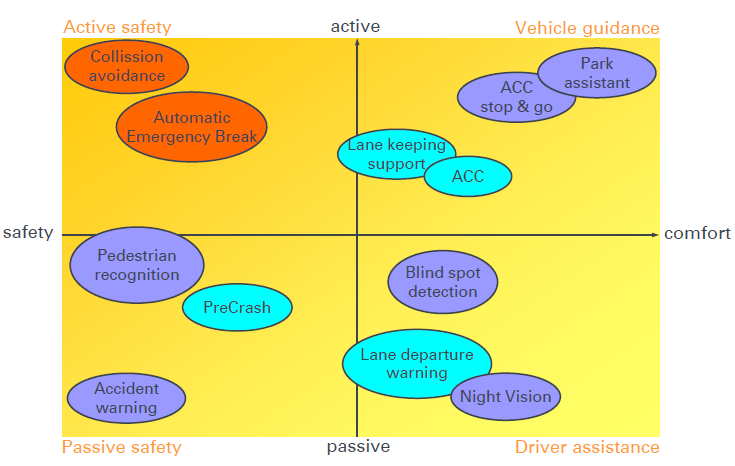 Active safety
active
Vehicle guidance
Collission
avoidance
Park
assistant
ACC
stop & go
Automatic
Emergency Break
Lane keeping
support
ACC
safety
comfort
Pedestrian
recognition
Blind spot
detection
PreCrash
Lane departure
warning
Accident
warning
Night Vision
Passive safety
passive
Driver assistance